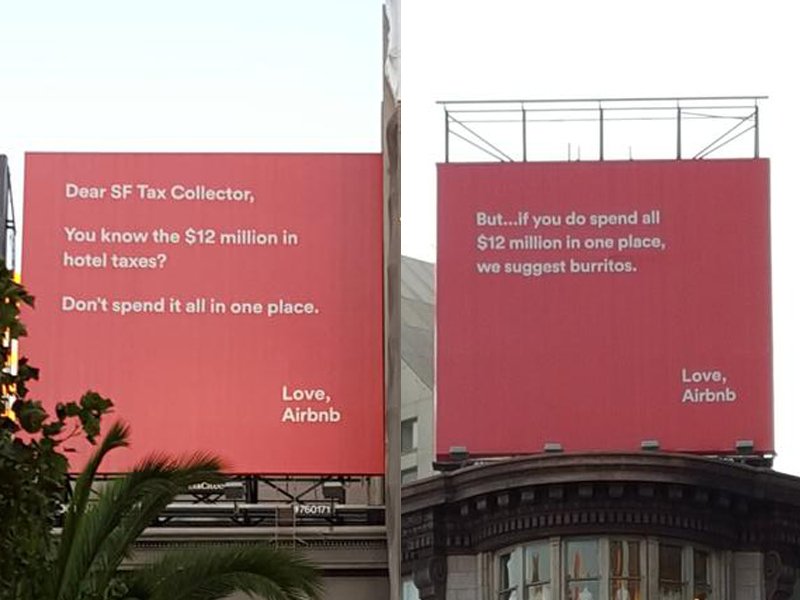 Dear SF Tax Collector,
You know the $12 million in
hotel taxes?
Don't spend it all in one place.
Love,
Airbnb
#760171
But...if you do spend all
$12 million in one place,
we suggest burritos.
Love,
Airbnb